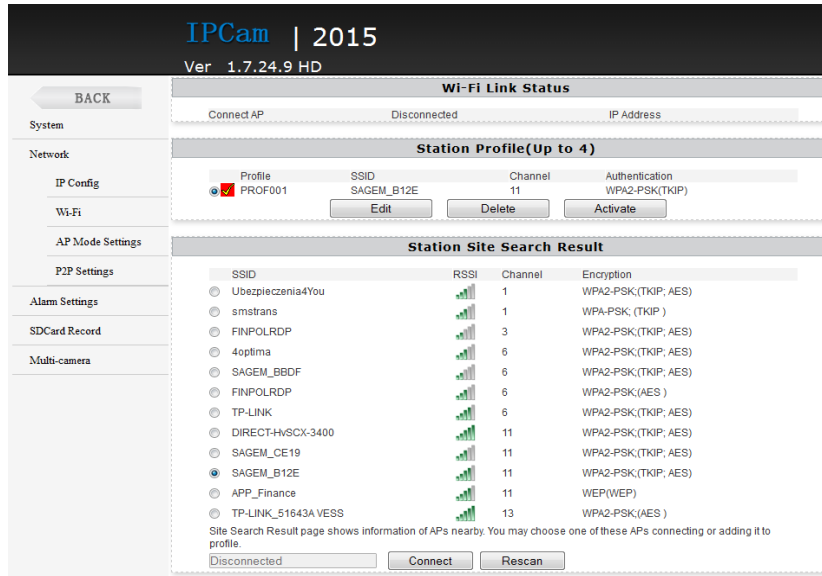 IPCam | 2015
Ver 1.7.24.9 HD
BACK
System
Network
IP Config
Wi-Fi
AP Mode Settings
P2P Settings
Alarm Settings
SDCard Record
Multi-camera
Wi-Fi Link Status
Connect AP Disconnected IP Address
Station Profile(Up to 4)
Profile SSID Channel Authentication
PROF001 SAGEM_B12E 11 WPA2-PSK(TKIP)
Edit Delete Activate
Station Site Search Result
SSID RSSI Channel Encryption
Ubezpieczenia4You 1 WPA2-PSK;(TKIP; AES)
smstrans 1 WPA-PSK; (TKIP )
FINPOLRDP 3 WPA2-PSK;(TKIP; AES)
4optima 6 WPA2-PSK;(TKIP; AES)
SAGEM_BBDF 6 WPA2-PSK;(TKIP; AES)
FINPOLRDP 6 WPA2-PSK;(AES )
TP-LINK 6 WPA2-PSK;(TKIP; AES)
DIRECT-HvSCX-3400 11 WPA2-PSK;(TKIP; AES)
SAGEM_CE19 11 WPA2-PSK;(TKIP; AES)
SAGEM_B12E 11 WPA2-PSK;(TKIP; AES)
APP_Finance 11 WEP(WEP)
TP-LINK_51643A VESS 13 WPA2-PSK;(AES )
Site Search Result page shows information of APs nearby. You may choose one of these APs connecting or adding it to
profile.
Disconnected Connect Rescan